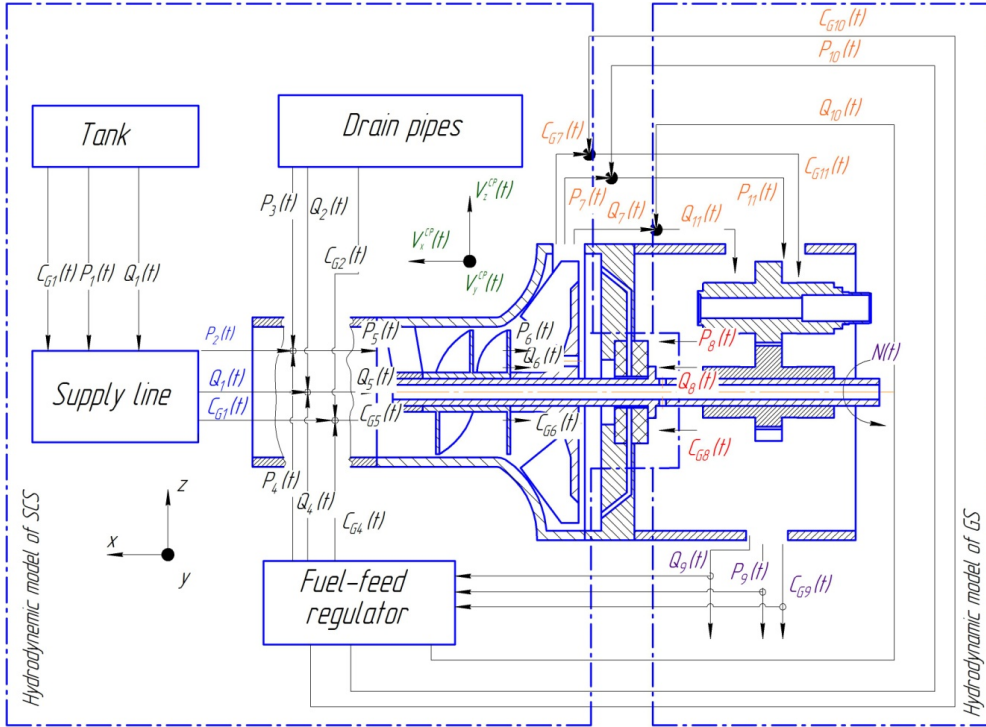 C_G10(t)
P_10(t)
Q_10(t)
Tank
Drain pipes
C_G7(t)
C_G11(t)
P_3(t)
Q_2(t)
V_z^CP(t)
P_7(t)
P_11(t)
Q_7(t)
Q_11(t)
C_G1(t) P_1(t) Q_1(t)
C_G2(t)
V_x^CP(t)
V_y^CP(t)
P_2(t)
P_5(t)
P_6(t)
P_8(t)
Q_6(t)
N(t)
Supply line
Q_1(t)
Q_5(t)
Q_8(t)
C_G1(t)
C_G5(t)
C_G6(t)
C_G8(t)
P_4(t)
Q_4(t)
C_G4(t)
z
x
y
Fuel-feed
regulator
Q_9(t)
P_9(t)
C_G9(t)
Hydrodynemic model of SCS
Hydrodynamic model of GS